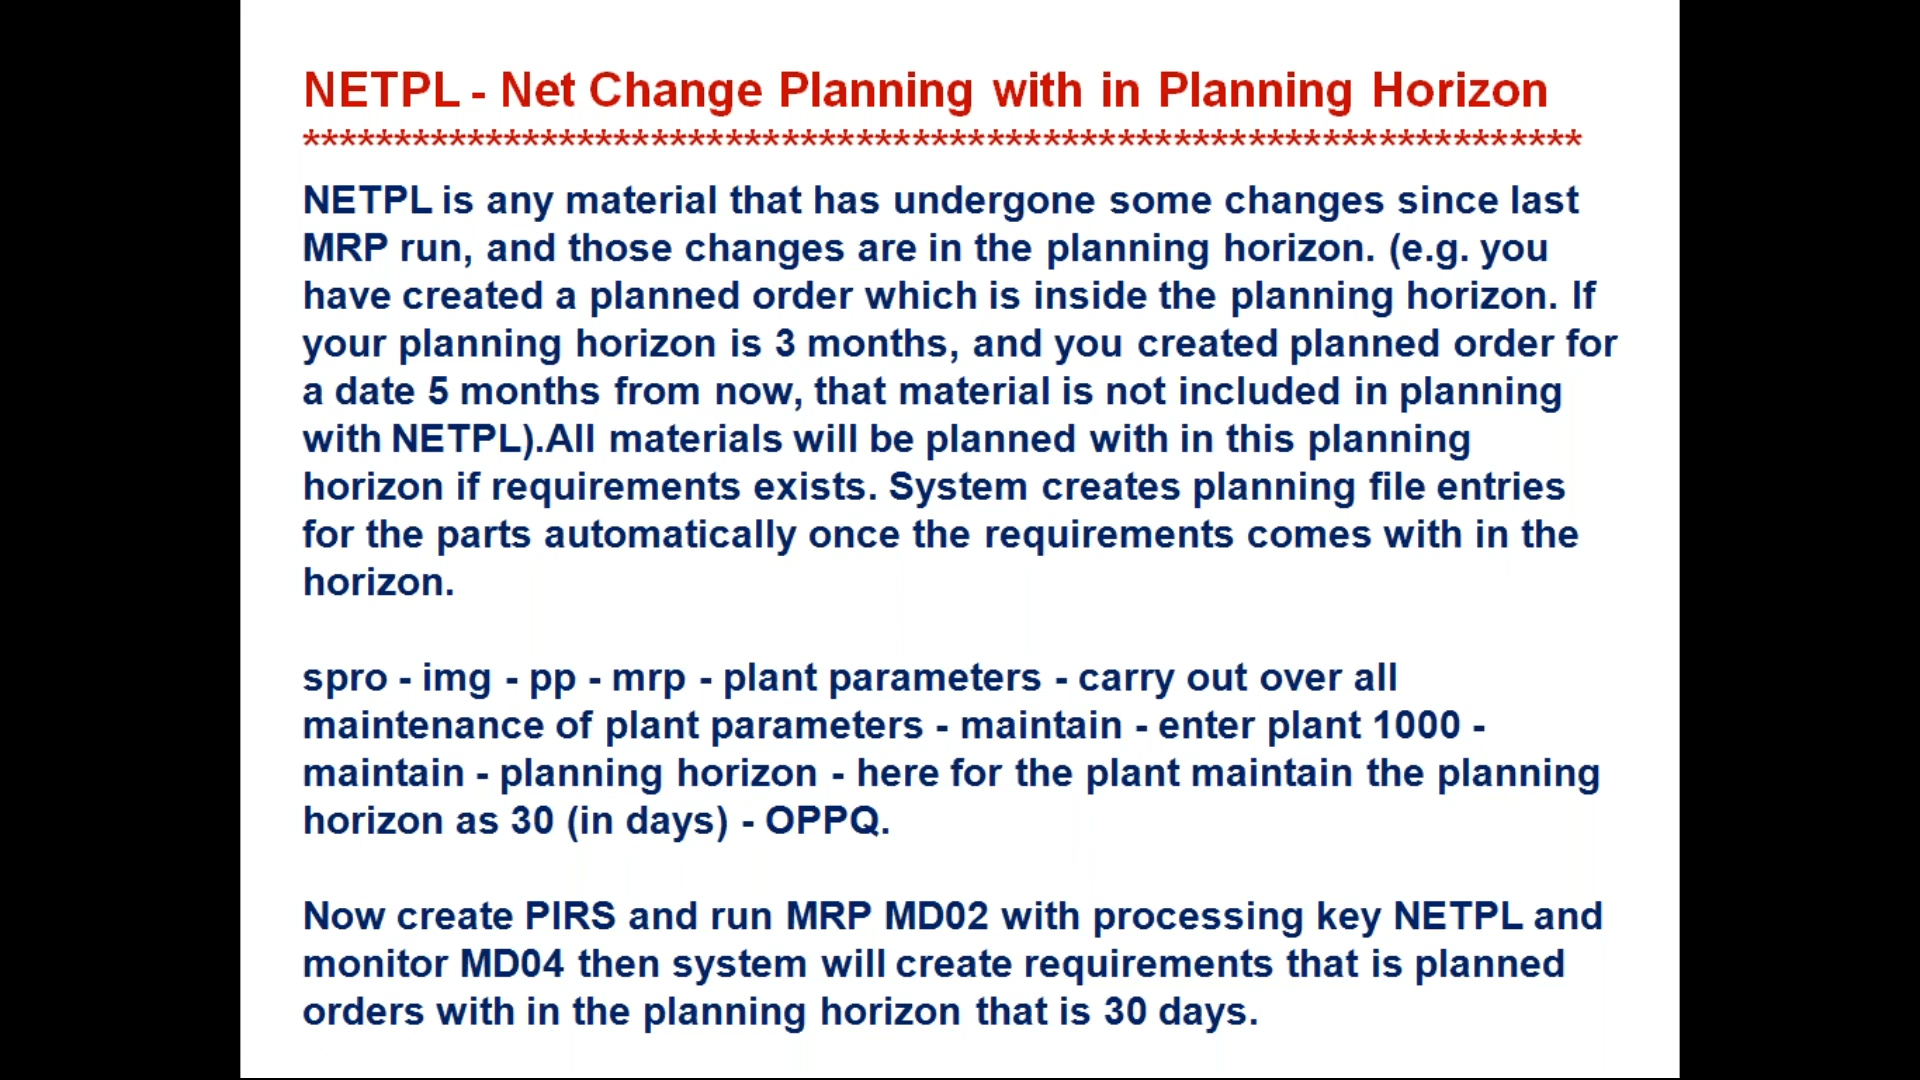 NETPL - Net Change Planning with in Planning Horizon
**********************************************************************
NETPL is any material that has undergone some changes since last
MRP run, and those changes are in the planning horizon. (e.g. you
have created a planned order which is inside the planning horizon. If
your planning horizon is 3 months, and you created planned order for
a date 5 months from now, that material is not included in planning
with NETPL).All materials will be planned with in this planning
horizon if requirements exists. System creates planning file entries
for the parts automatically once the requirements comes with in the
horizon.
spro - img - pp - mrp - plant parameters - carry out over all
maintenance of plant parameters - maintain - enter plant 1000 -
maintain - planning horizon - here for the plant maintain the planning
horizon as 30 (in days) - OPPQ.
Now create PIRS and run MRP MD02 with processing key NETPL and
monitor MD04 then system will create requirements that is planned
orders with in the planning horizon that is 30 days.